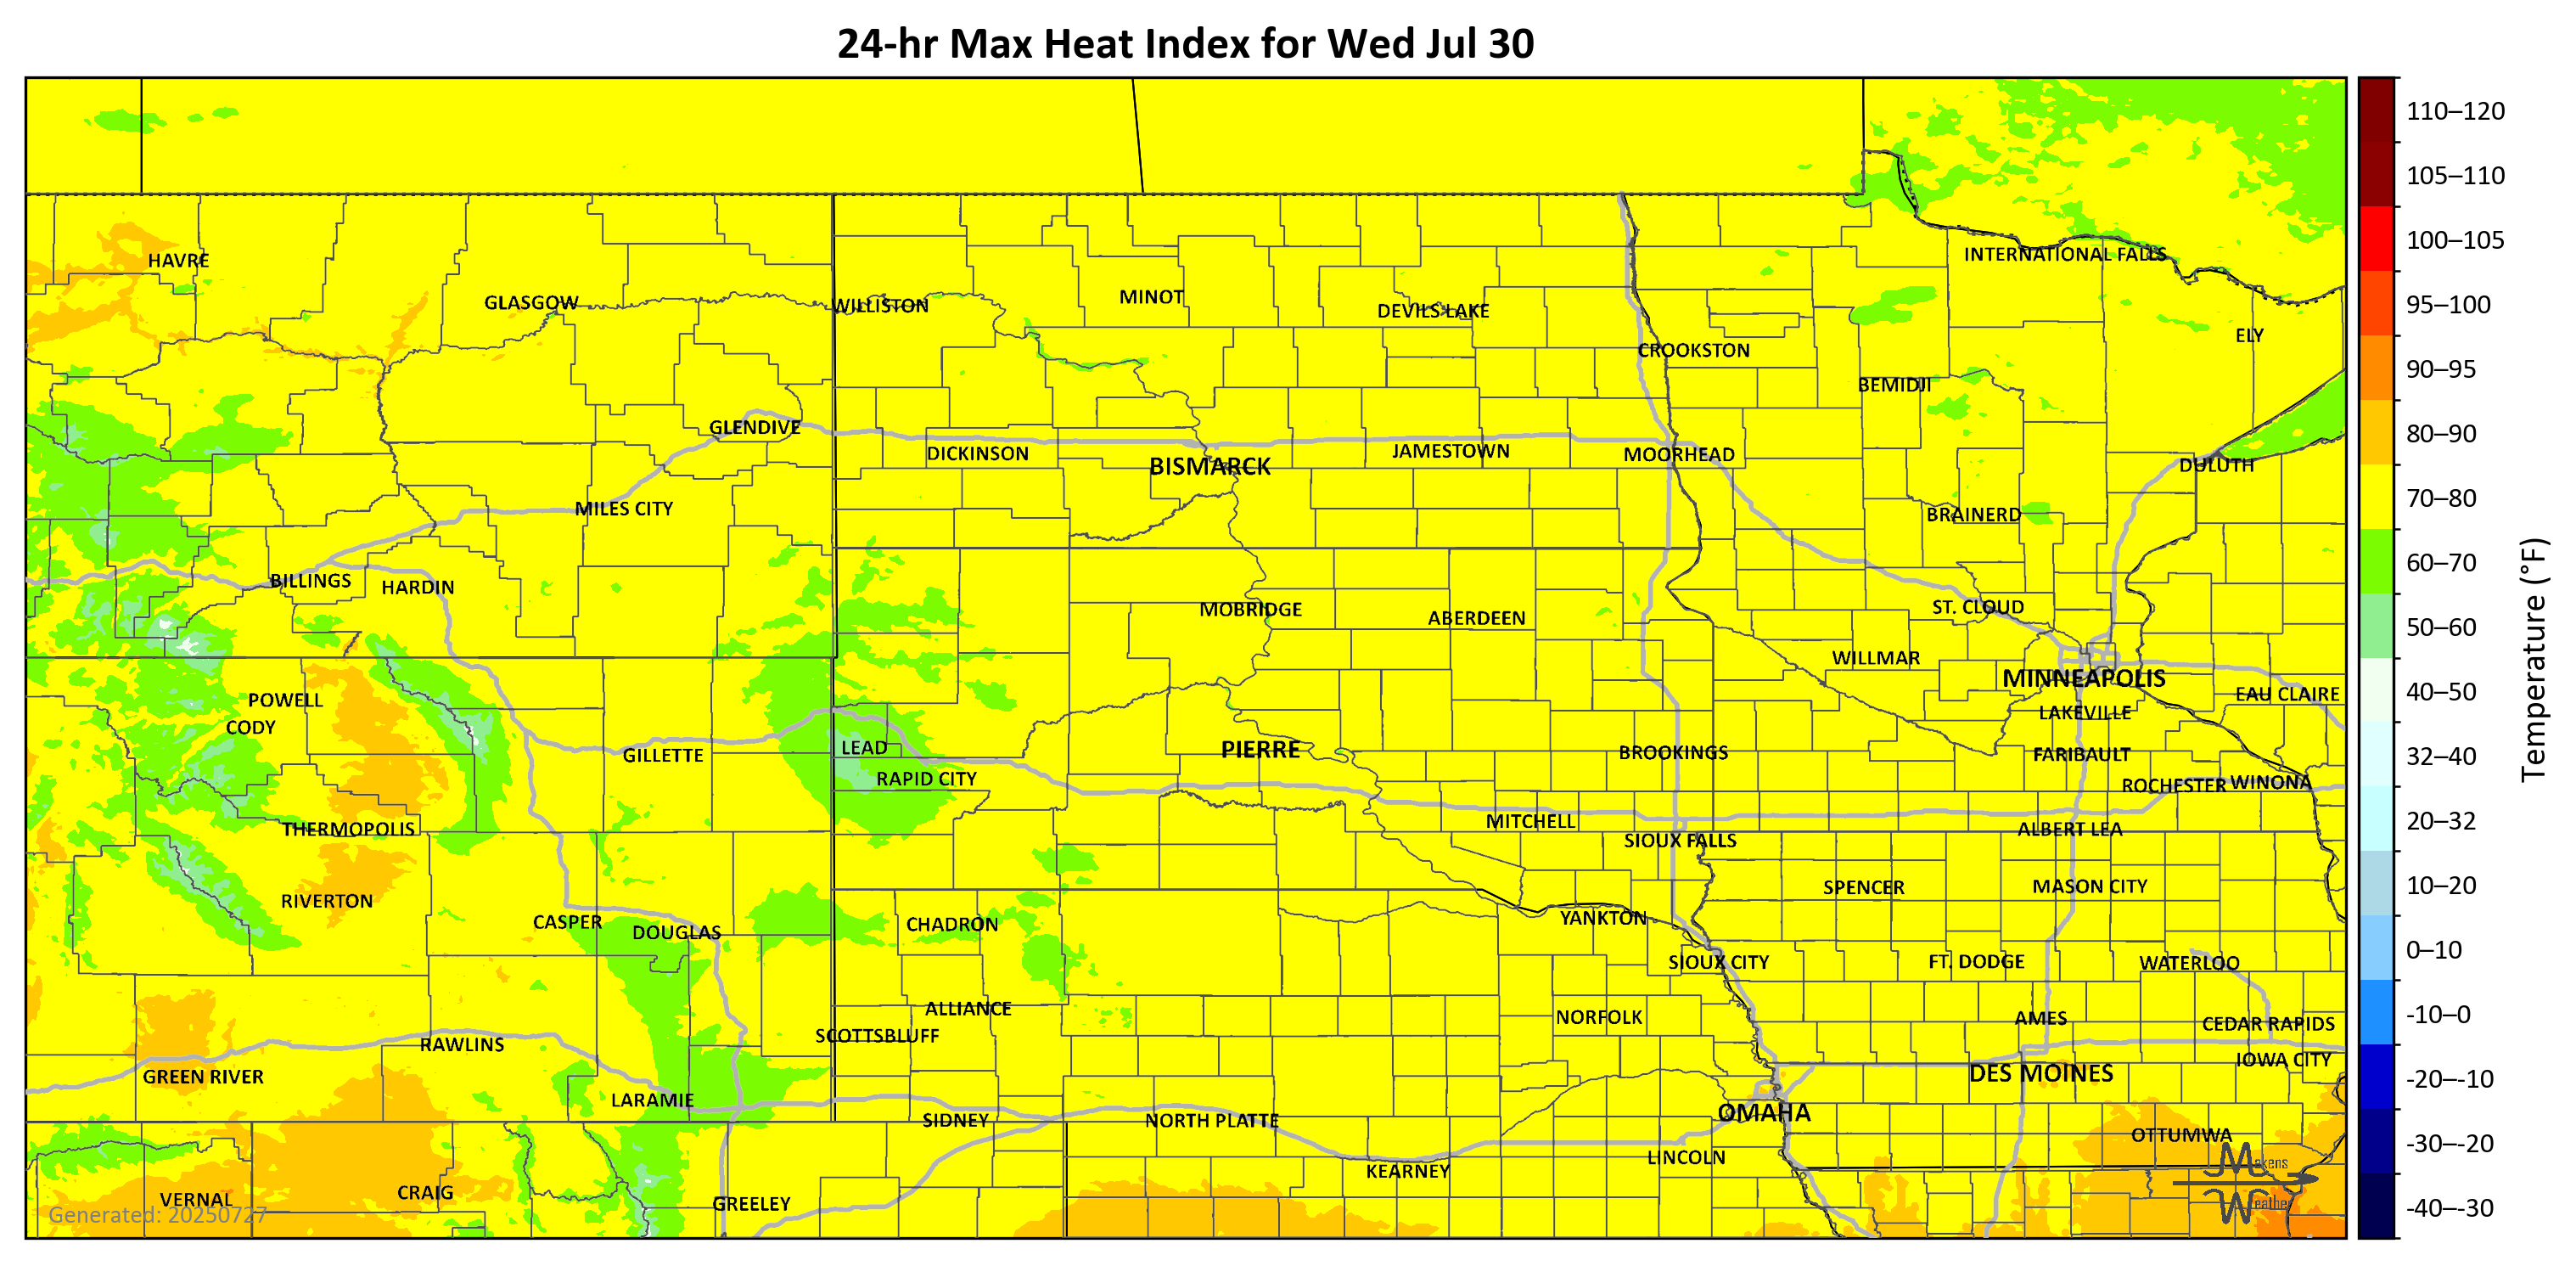 24-hr Max Heat Index for Wed Jul 30
110–120
105–110
100–105
95–100
90–95
80–90
70–80
60–70
50–60
40–50
32–40
20–32
10–20
0–10
-10–0
-20–-10
-30–-20
-40–-30
Temperature (°F)
HAVRE
INTERNATIONAL FALLS
GLASGOW
WILLISTON
MINOT
DEVILS LAKE
ELY
CROOKSTON
BEMIDJI
GLENDIVE
DICKINSON
BISMARCK
JAMESTOWN
MOORHEAD
DULUTH
MILES CITY
BRAINERD
BILLINGS
HARDIN
MOBRIDGE
ABERDEEN
ST. CLOUD
WILLMAR
MINNEAPOLIS
POWELL
EAU CLAIRE
CODY
LAKEVILLE
GILLETTE
LEAD
PIERRE
BROOKINGS
FARIBAULT
RAPID CITY
ROCHESTER
WINONA
THERMOPOLIS
MITCHELL
SIOUX FALLS
ALBERT LEA
RIVERTON
SPENCER
MASON CITY
CASPER
DOUGLAS
CHADRON
YANKTON
SIOUX CITY
FT. DODGE
WATERLOO
ALLIANCE
NORFOLK
AMES
CEDAR RAPIDS
SCOTTSBLUFF
RAWLINS
IOWA CITY
GREEN RIVER
DES MOINES
LARAMIE
SIDNEY
NORTH PLATTE
OMAHA
OTTUMWA
KEARNEY
LINCOLN
VERNAL
CRAIG
GREELEY
Makens
Weather
Generated: 20250727